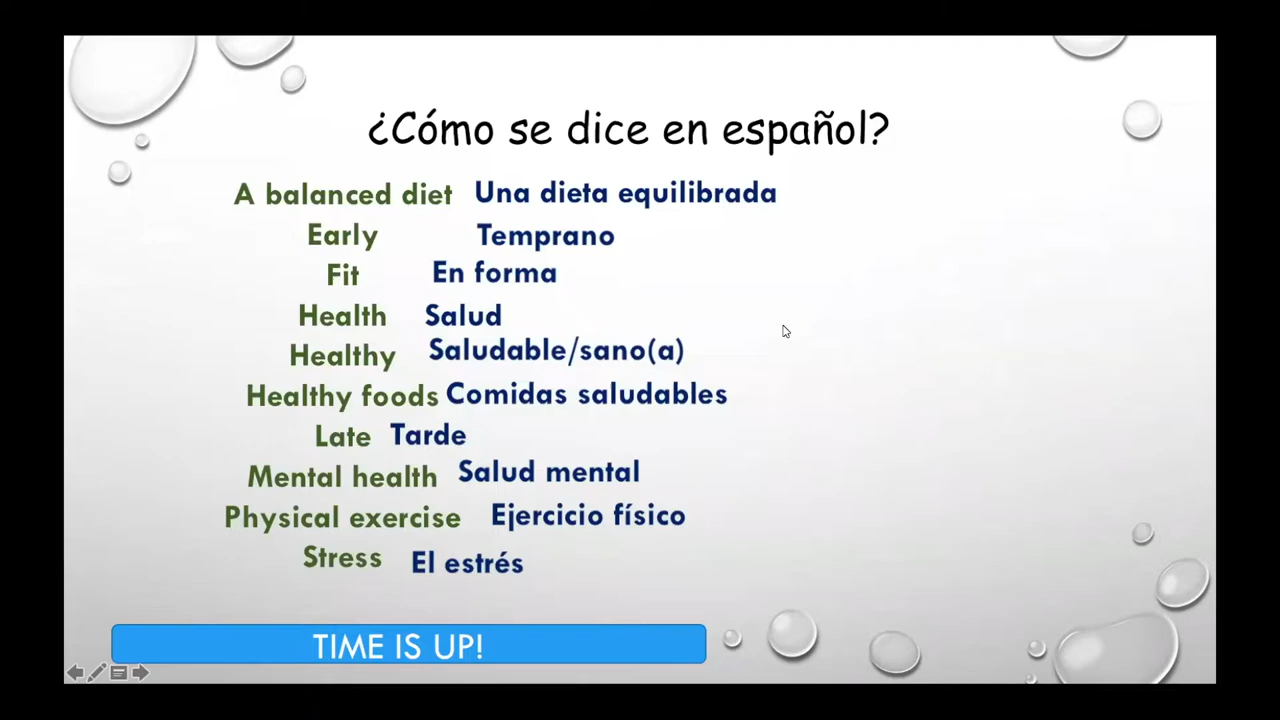 ¿Cómo se dice en español?
A balanced diet Una dieta equilibrada
Early Temprano
Fit En forma
Health Salud
Healthy Saludable/sano(a)
Healthy foods Comidas saludables
Late Tarde
Mental health Salud mental
Physical exercise Ejercicio físico
Stress El estrés
TIME IS UP!